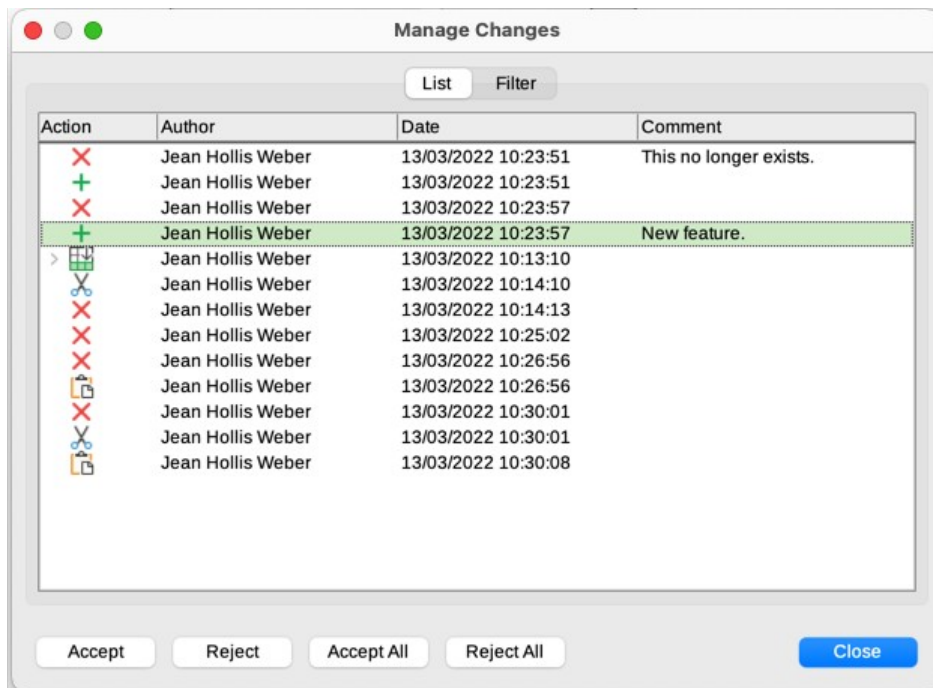 Manage Changes
List Filter
Action Author Date Comment
Jean Hollis Weber 13/03/2022 10:23:51 This no longer exists.
Jean Hollis Weber 13/03/2022 10:23:51
Jean Hollis Weber 13/03/2022 10:23:57
Jean Hollis Weber 13/03/2022 10:23:57 New feature.
Jean Hollis Weber 13/03/2022 10:13:10
Jean Hollis Weber 13/03/2022 10:14:10
Jean Hollis Weber 13/03/2022 10:14:13
Jean Hollis Weber 13/03/2022 10:25:02
Jean Hollis Weber 13/03/2022 10:26:56
Jean Hollis Weber 13/03/2022 10:26:56
Jean Hollis Weber 13/03/2022 10:30:01
Jean Hollis Weber 13/03/2022 10:30:01
Jean Hollis Weber 13/03/2022 10:30:08
Accept Reject Accept All Reject All Close